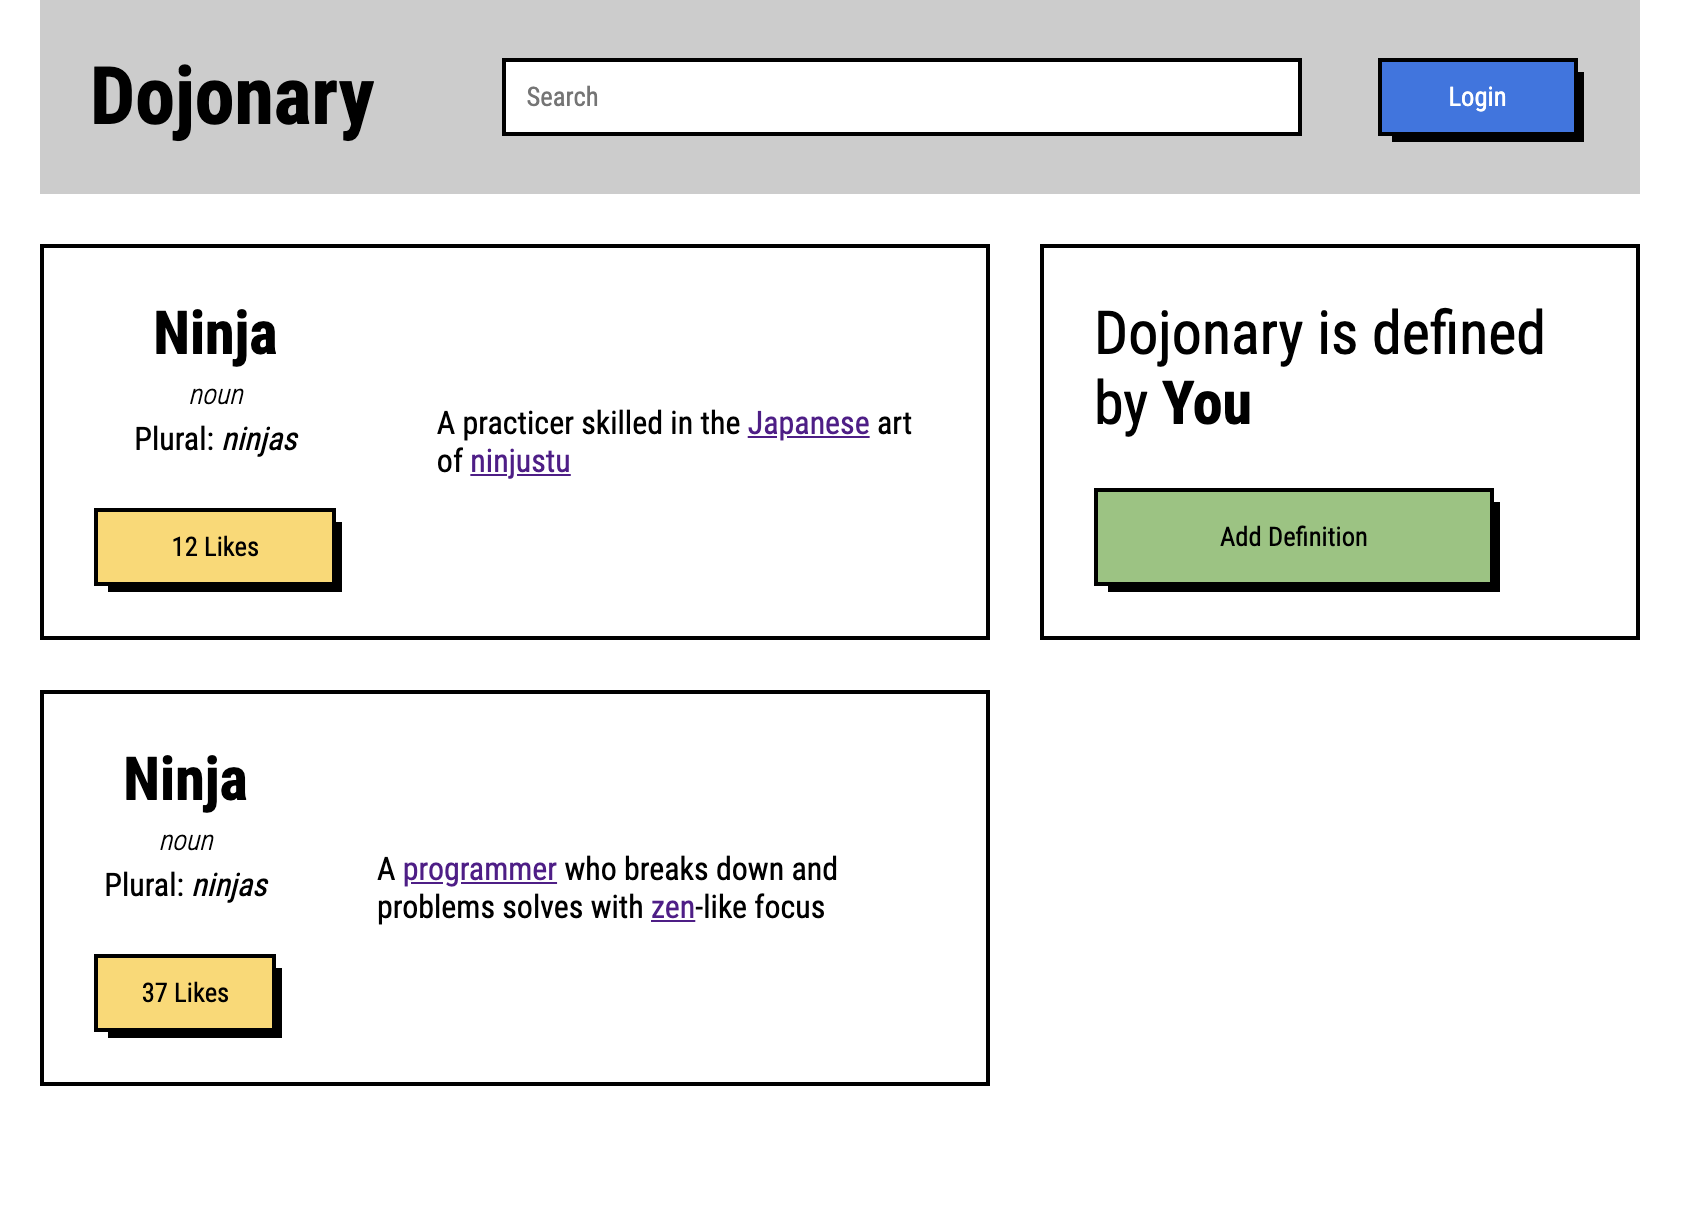 Dojonary
Search
Login
Ninja
noun
Plural: ninjas
12 Likes
A practicer skilled in the Japanese art
of ninjustu
Dojonary is defined
by You
Add Definition
Ninja
noun
Plural: ninjas
37 Likes
A programmer who breaks down and
problems solves with zen-like focus